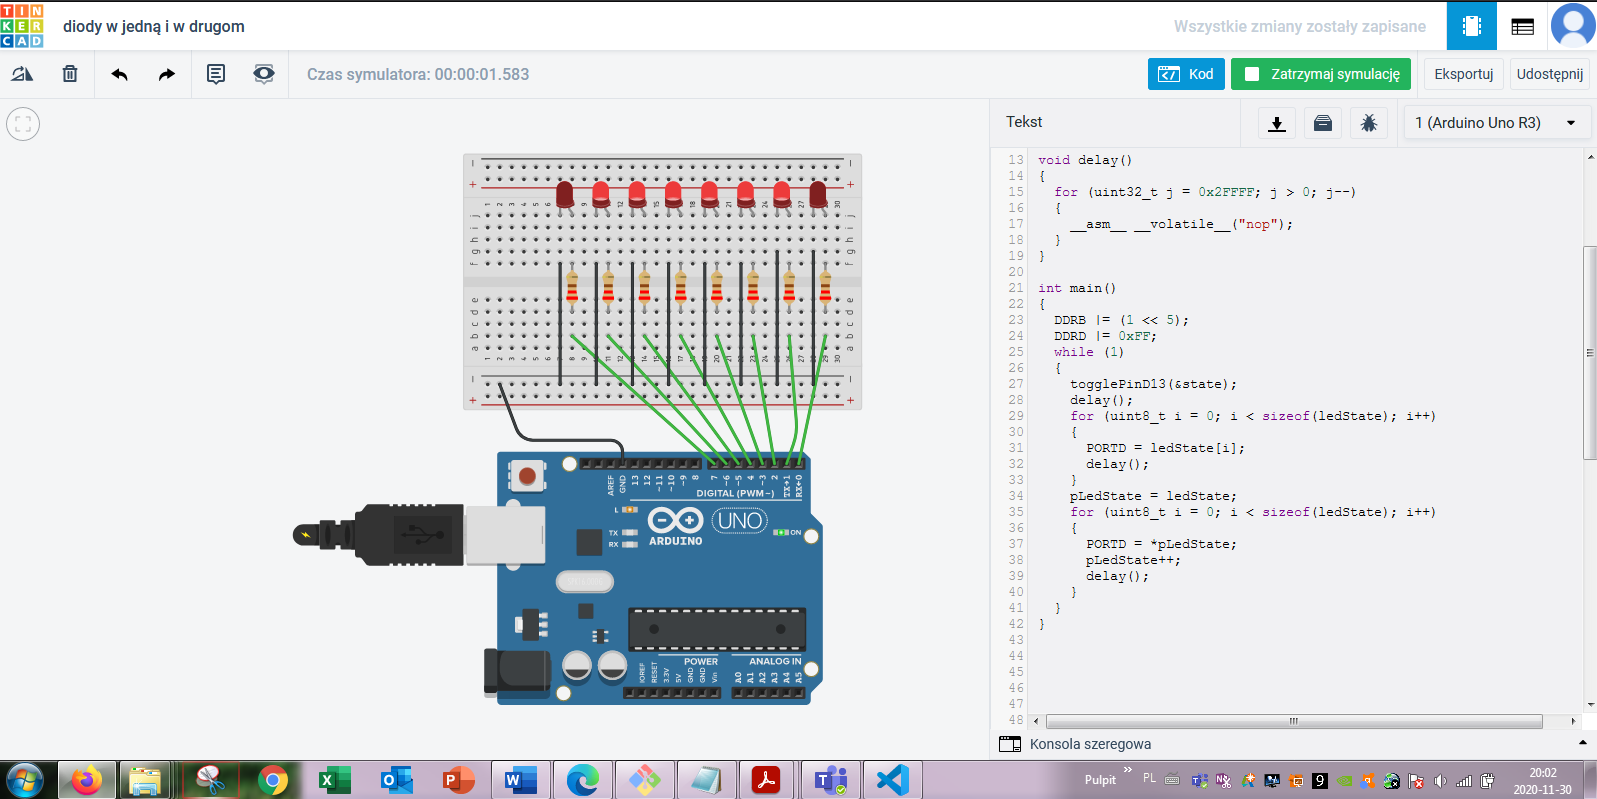 TIN
KER
CAD
diody w jedną i w drugom
Wszystkie zmiany zostały zapisane
Czas symulatora: 00:00:01.583
Kod
Zatrzymaj symulację
Eksportuj
Udostępnij
Tekst
1 (Arduino Uno R3)
13 void delay()
14 {
15 for (uint32_t j = 0x2FFFF; j > 0; j--)
16 {
17 __asm__ __volatile__("nop");
18 }
19 }
20
21 int main()
22 {
23 DDRB |= (1 << 5);
24 DDRD |= 0xFF;
25 while (1)
26 {
27 togglePinD13(&state);
28 delay();
29 for (uint8_t i = 0; i < sizeof(ledState); i++)
30 {
31 PORTD = ledState[i];
32 delay();
33 }
34 pLedState = ledState;
35 for (uint8_t i = 0; i < sizeof(ledState); i++)
36 {
37 PORTD = *pLedState;
38 pLedState++;
39 delay();
40 }
41 }
42 }
43
44
45
46
47
48
Konsola szeregowa
AREF
GND
13
12
~11
~10
~9
8
7
~6
~5
4
~3
2
TX→1
RX←0
DIGITAL (PWM~)
L
TX
RX
ARDUINO
UNO
ON
POWER
ANALOG IN
IOREF
RESET
3.3V
5V
GND
GND
Vin
A0
A1
A2
A3
A4
A5
Pulpit
PL
20:02
2020-11-30